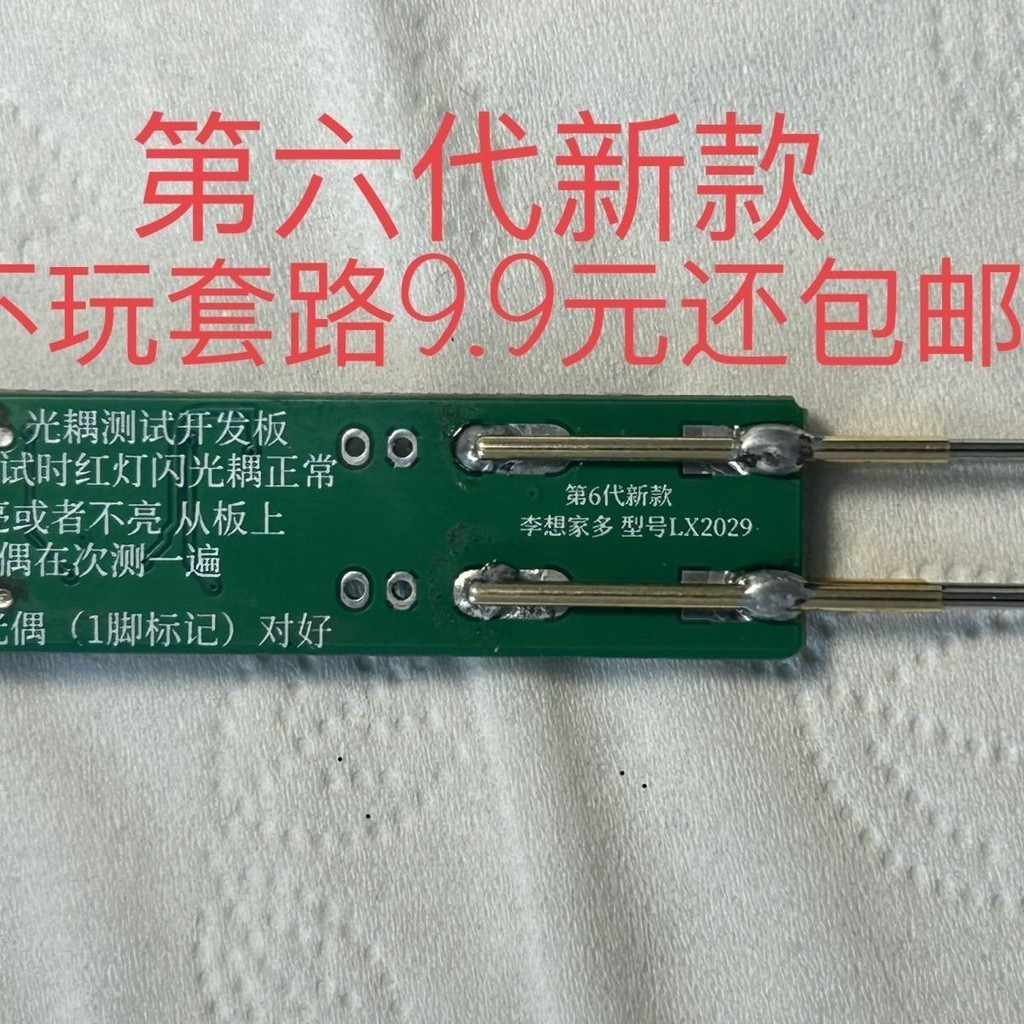 第六代新款
不玩套路9.9元还包邮
光耦测试开发板
试时红灯闪光耦正常
亮或者不亮 从板上
偶在次测一遍
光偶（1脚标记）对好
第6代新款
李想家多 型号LX2029